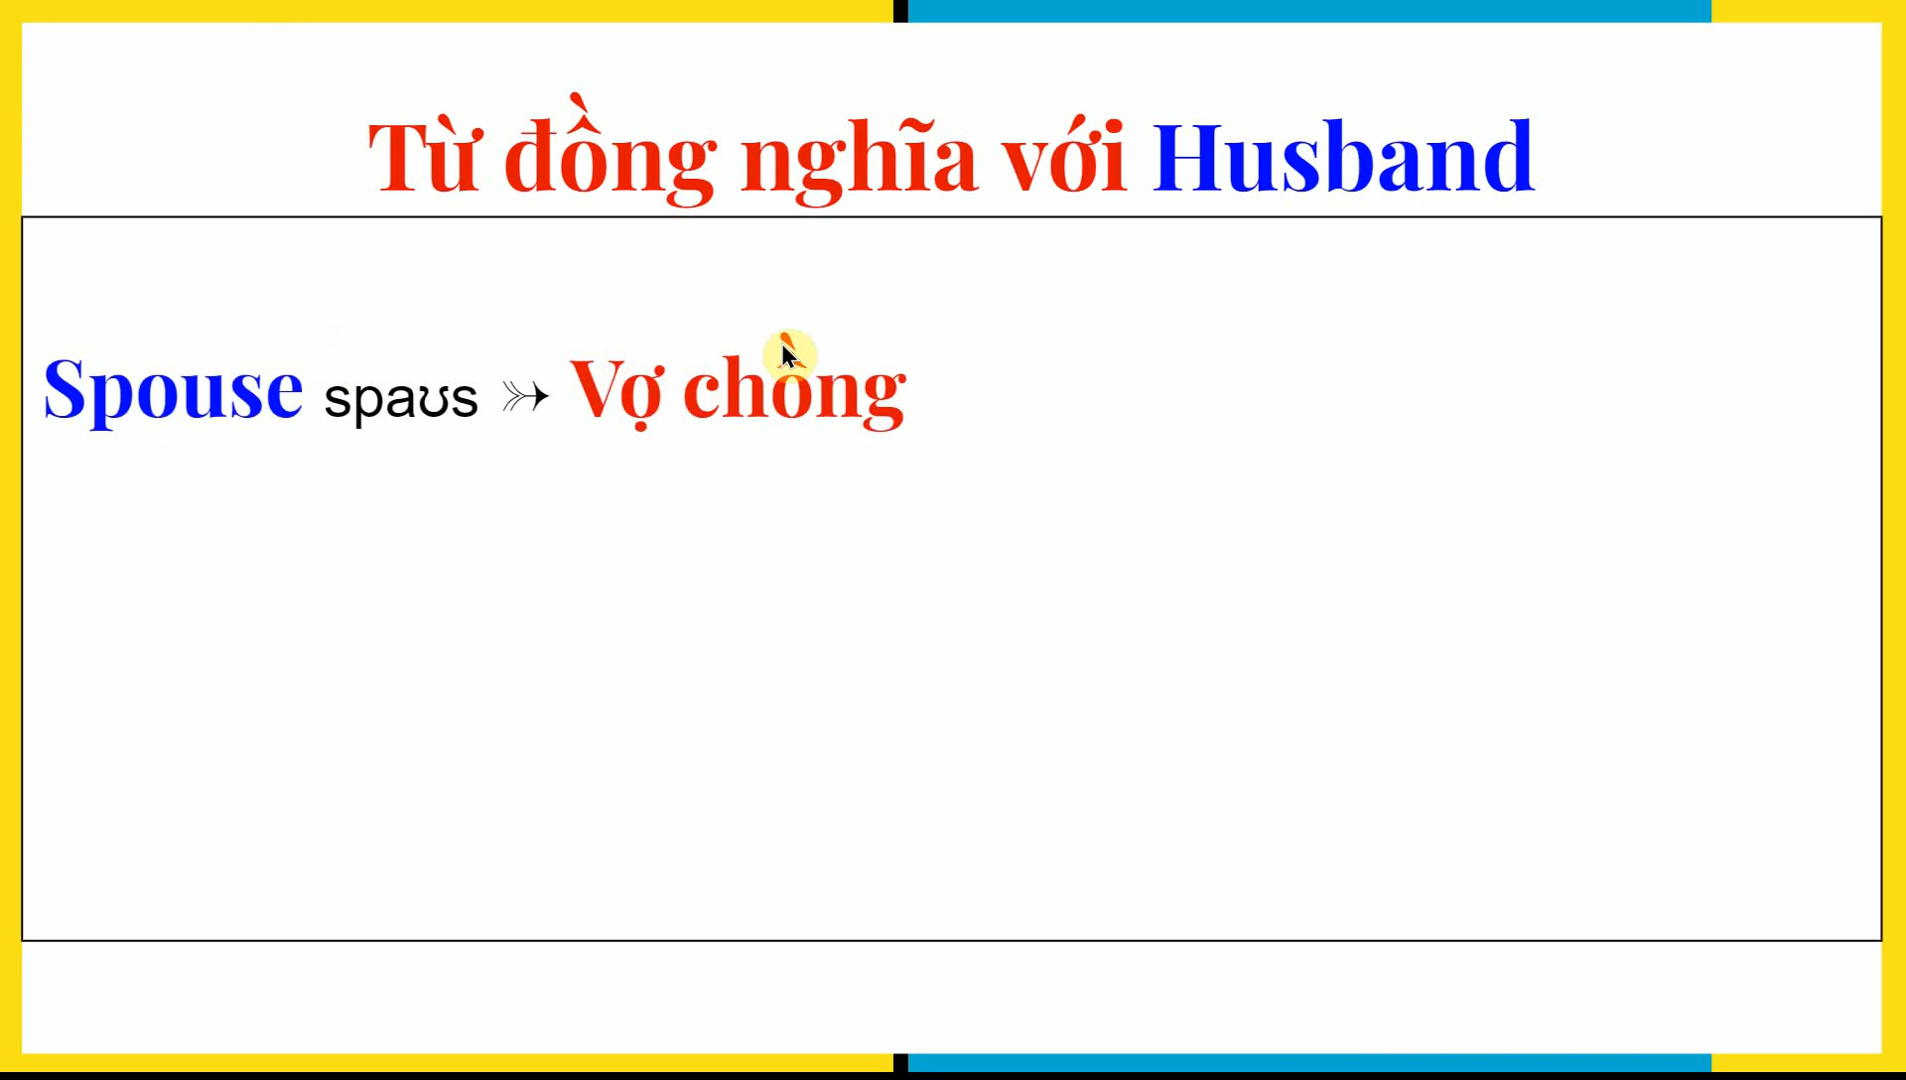 Từ đồng nghĩa với Husband
Spouse spaʊs ➳ Vợ chồng